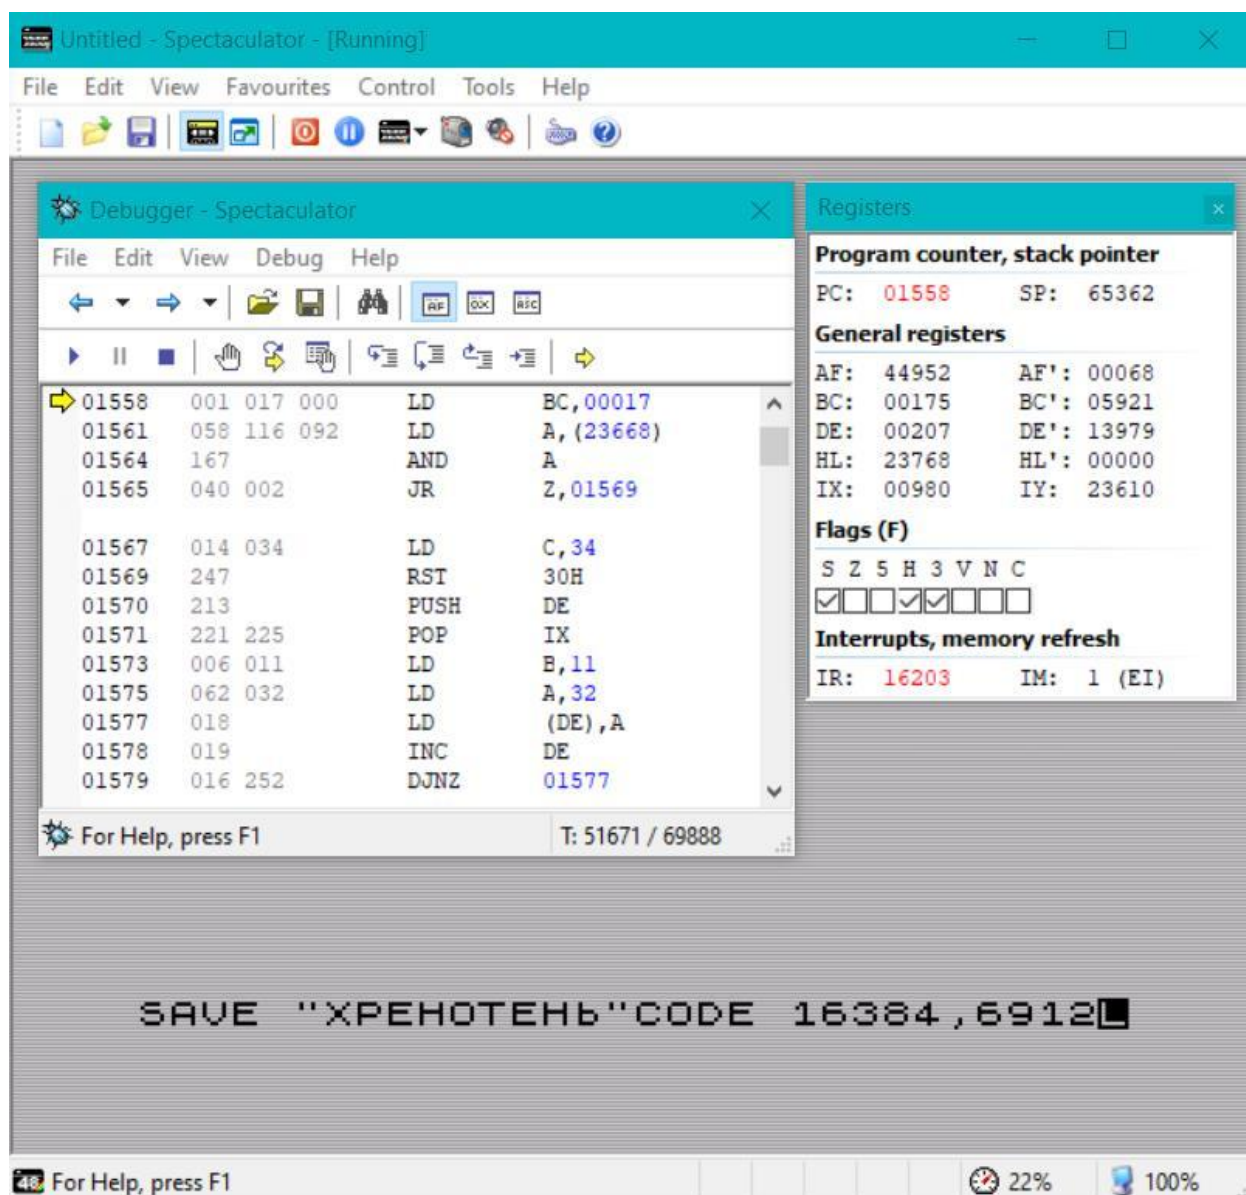 Untitled - Spectaculator - [Running]
File Edit View Favourites Control Tools Help
Debugger - Spectaculator
File Edit View Debug Help
01558 001 017 000 LD BC,00017
01561 058 116 092 LD A,(23668)
01564 167 AND A
01565 040 002 JR Z,01569
01567 014 034 LD C,34
01569 247 RST 30H
01570 213 PUSH DE
01571 221 225 POP IX
01573 006 011 LD B,11
01575 062 032 LD A,32
01577 018 LD (DE),A
01578 019 INC DE
01579 016 252 DJNZ 01577
For Help, press F1 T: 51671 / 69888
Registers
Program counter, stack pointer
PC: 01558 SP: 65362
General registers
AF: 44952 AF': 00068
BC: 00175 BC': 05921
DE: 00207 DE': 13979
HL: 23768 HL': 00000
IX: 00980 IY: 23610
Flags (F)
S Z 5 H 3 V N C
Interrupts, memory refresh
IR: 16203 IM: 1 (EI)
SAVE "ХРЕНОТЕНЬ"CODE 16384,6912L
For Help, press F1 22% 100%